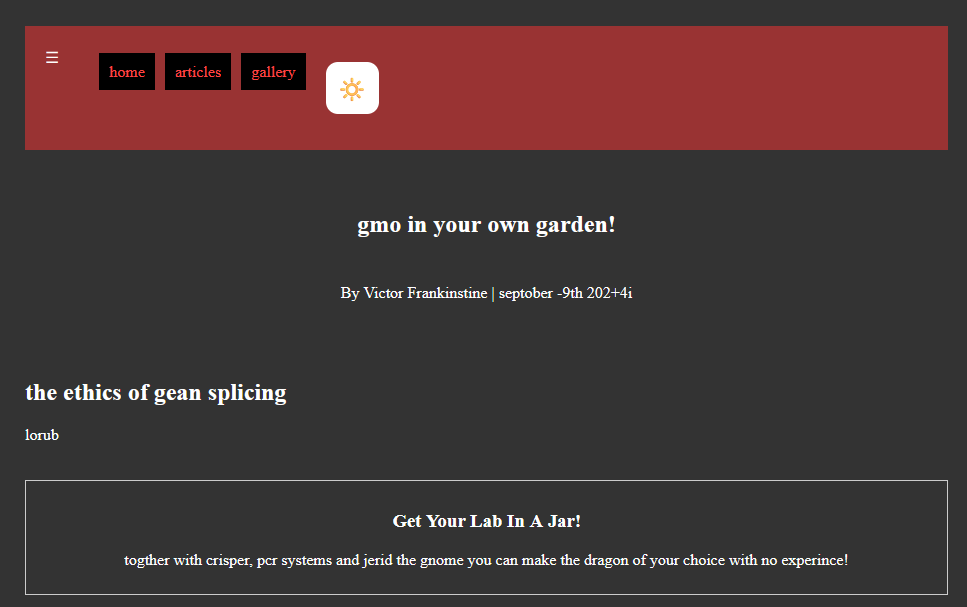 ☰ home articles gallery
gmo in your own garden!
By Victor Frankinstine | septober -9th 202+4i
the ethics of gean splicing
lorub
Get Your Lab In A Jar!
togther with crisper, pcr systems and jerid the gnome you can make the dragon of your choice with no experince!